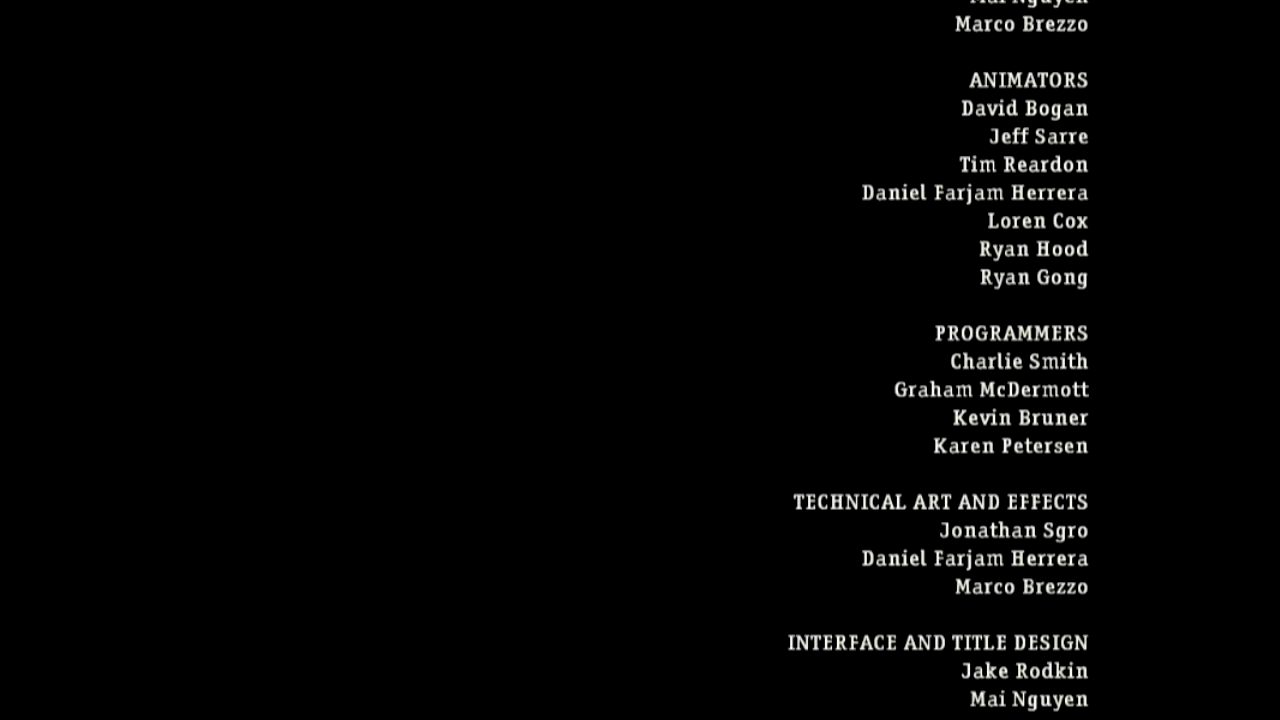 Mai Nguyen
Marco Brezzo
ANIMATORS
David Bogan
Jeff Sarre
Tim Reardon
Daniel Farjam Herrera
Loren Cox
Ryan Hood
Ryan Gong
PROGRAMMERS
Charlie Smith
Graham McDermott
Kevin Bruner
Karen Petersen
TECHNICAL ART AND EFFECTS
Jonathan Sgro
Daniel Farjam Herrera
Marco Brezzo
INTERFACE AND TITLE DESIGN
Jake Rodkin
Mai Nguyen